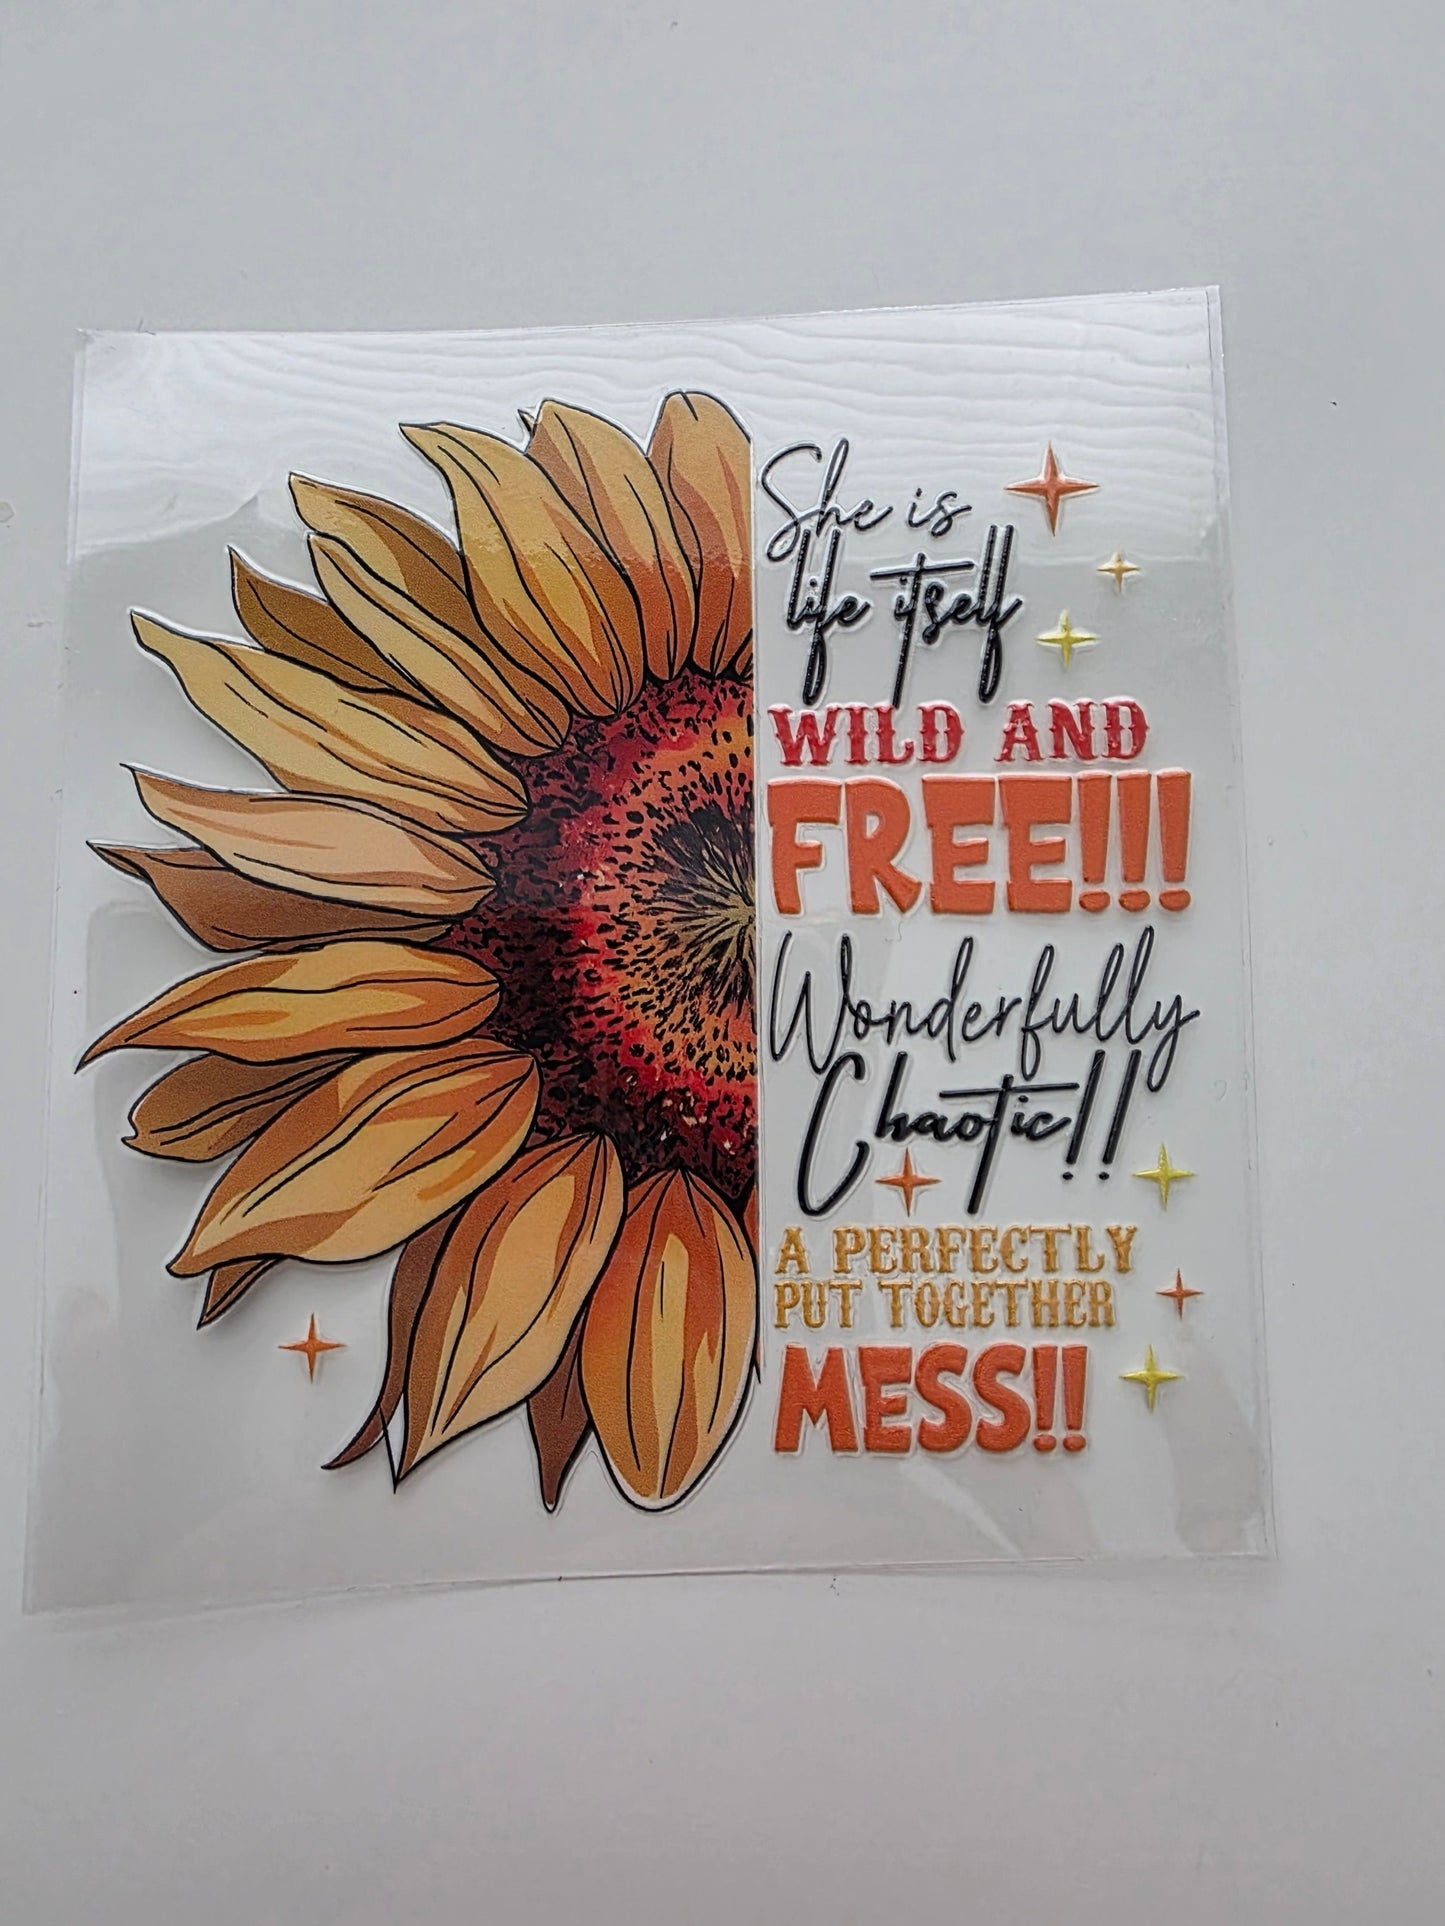 She is
life itself
WILD AND
FREE!!!
Wonderfully
Chaotic!!
A PERFECTLY
PUT TOGETHER
MESS!!